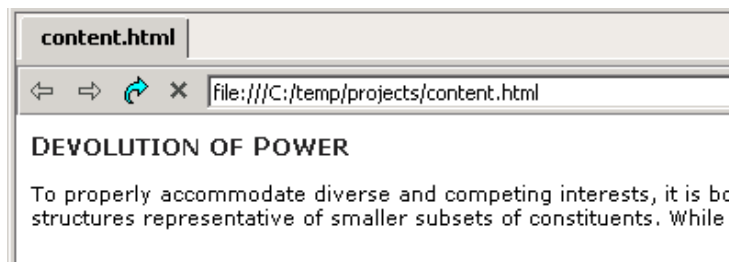 content.html
file:///C:/temp/projects/content.html
DEVOLUTION OF POWER
To properly accommodate diverse and competing interests, it is
structures representative of smaller subsets of constituents. While